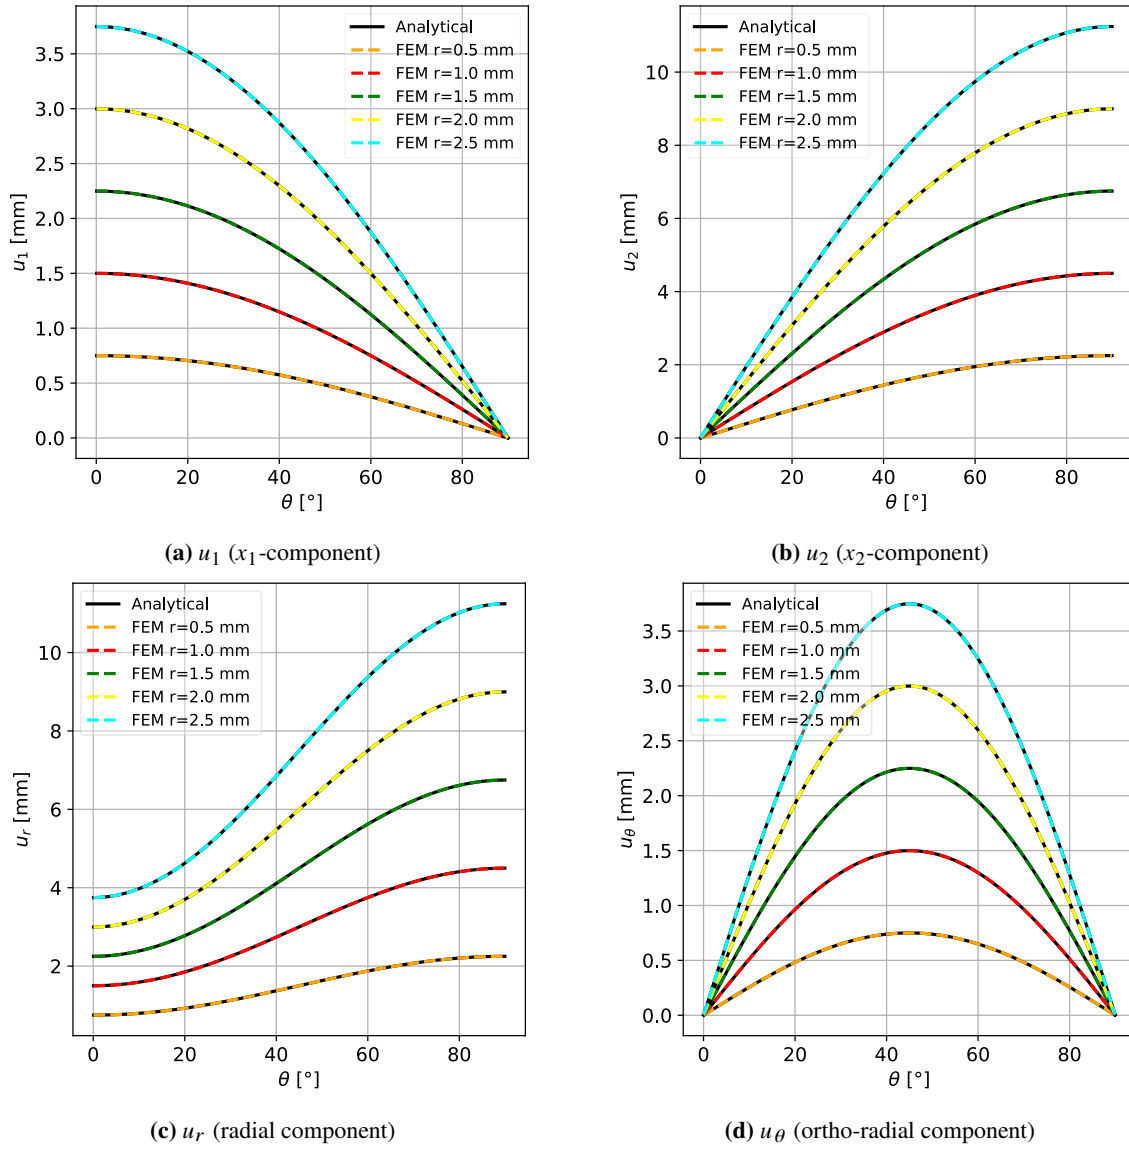 Analytical
FEM r=0.5 mm
FEM r=1.0 mm
FEM r=1.5 mm
FEM r=2.0 mm
FEM r=2.5 mm
3.5
3.0
2.5
2.0
1.5
1.0
0.5
0.0
u1 [mm]
0 20 40 60 80
θ [°]
(a) u1 (x1-component)
Analytical
FEM r=0.5 mm
FEM r=1.0 mm
FEM r=1.5 mm
FEM r=2.0 mm
FEM r=2.5 mm
10
8
6
4
2
0
u2 [mm]
0 20 40 60 80
θ [°]
(b) u2 (x2-component)
Analytical
FEM r=0.5 mm
FEM r=1.0 mm
FEM r=1.5 mm
FEM r=2.0 mm
FEM r=2.5 mm
10
8
6
4
2
ur [mm]
0 20 40 60 80
θ [°]
(c) ur (radial component)
Analytical
FEM r=0.5 mm
FEM r=1.0 mm
FEM r=1.5 mm
FEM r=2.0 mm
FEM r=2.5 mm
3.5
3.0
2.5
2.0
1.5
1.0
0.5
0.0
uθ [mm]
0 20 40 60 80
θ [°]
(d) uθ (ortho-radial component)